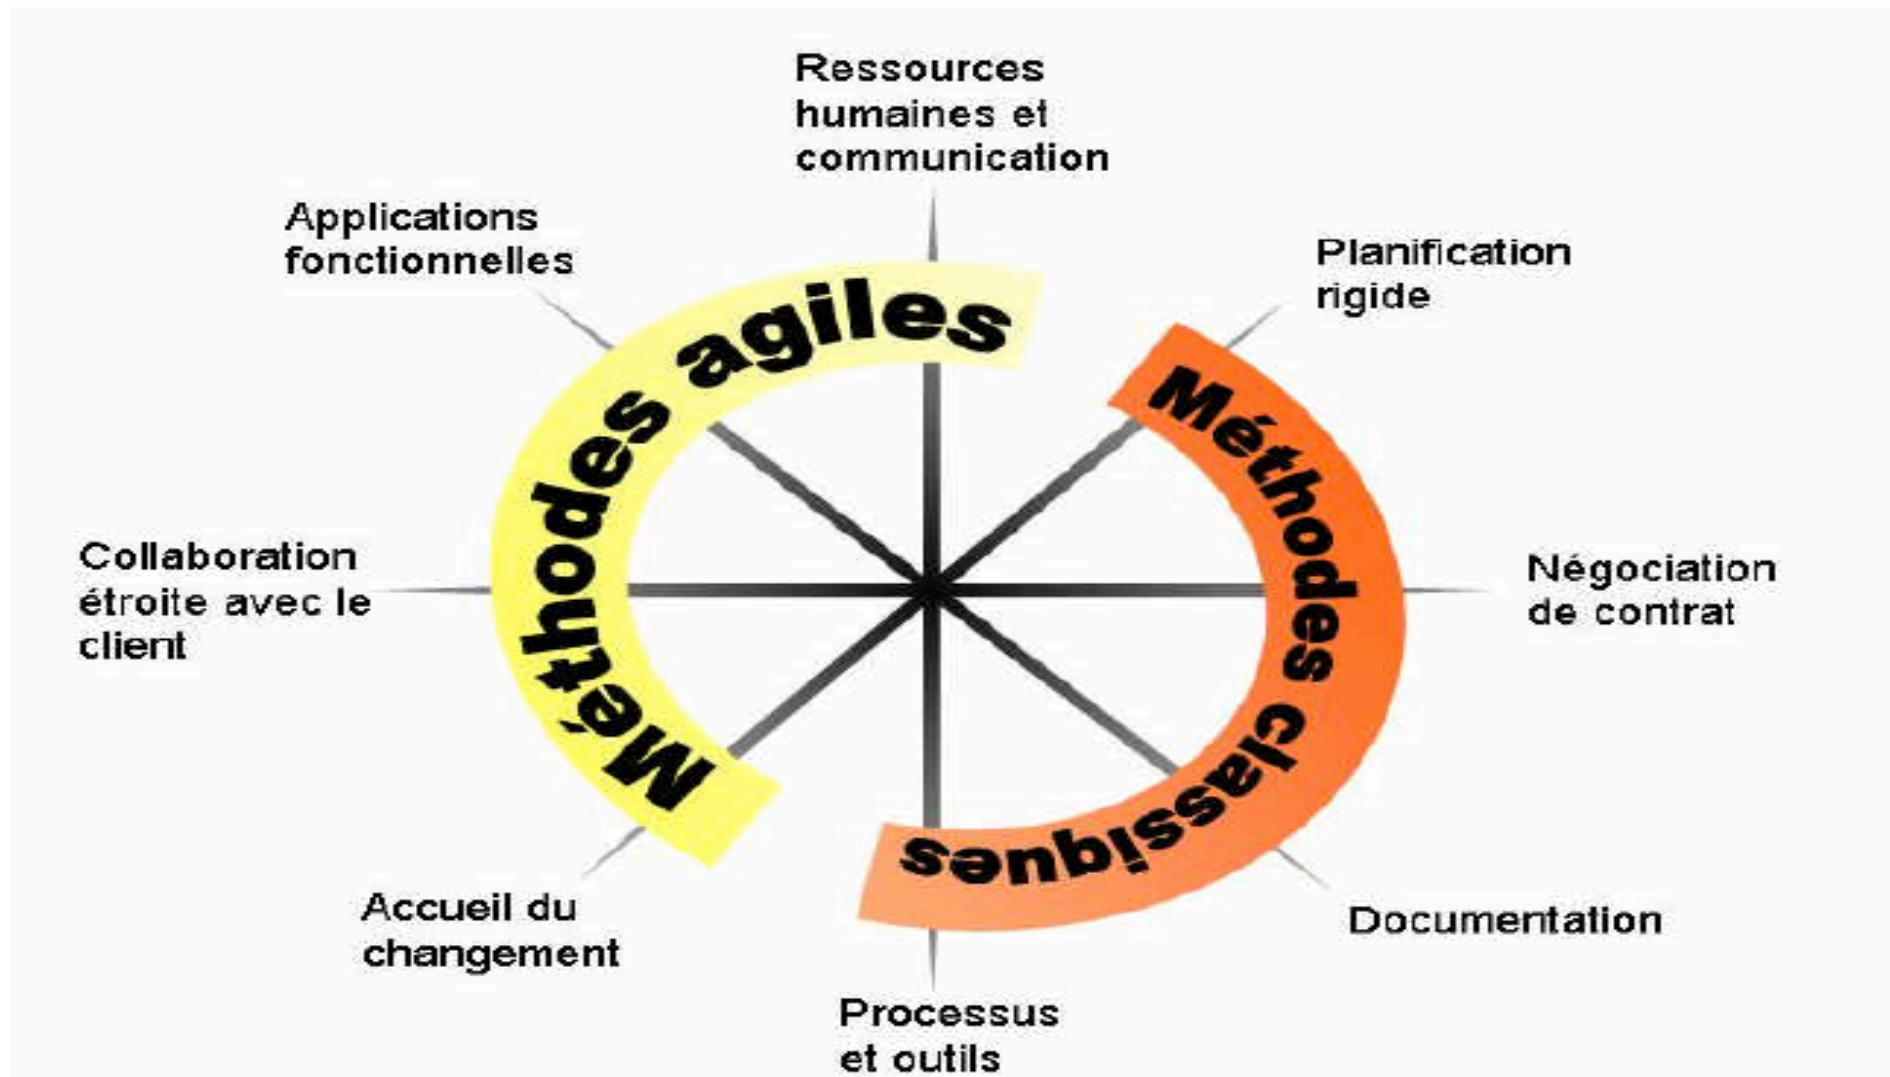 Ressources
humaines et
communication
Applications
fonctionnelles
Planification
rigide
Méthodes agiles
Méthodes classiques
Collaboration
étroite avec le
client
Négociation
de contrat
Accueil du
changement
Documentation
Processus
et outils